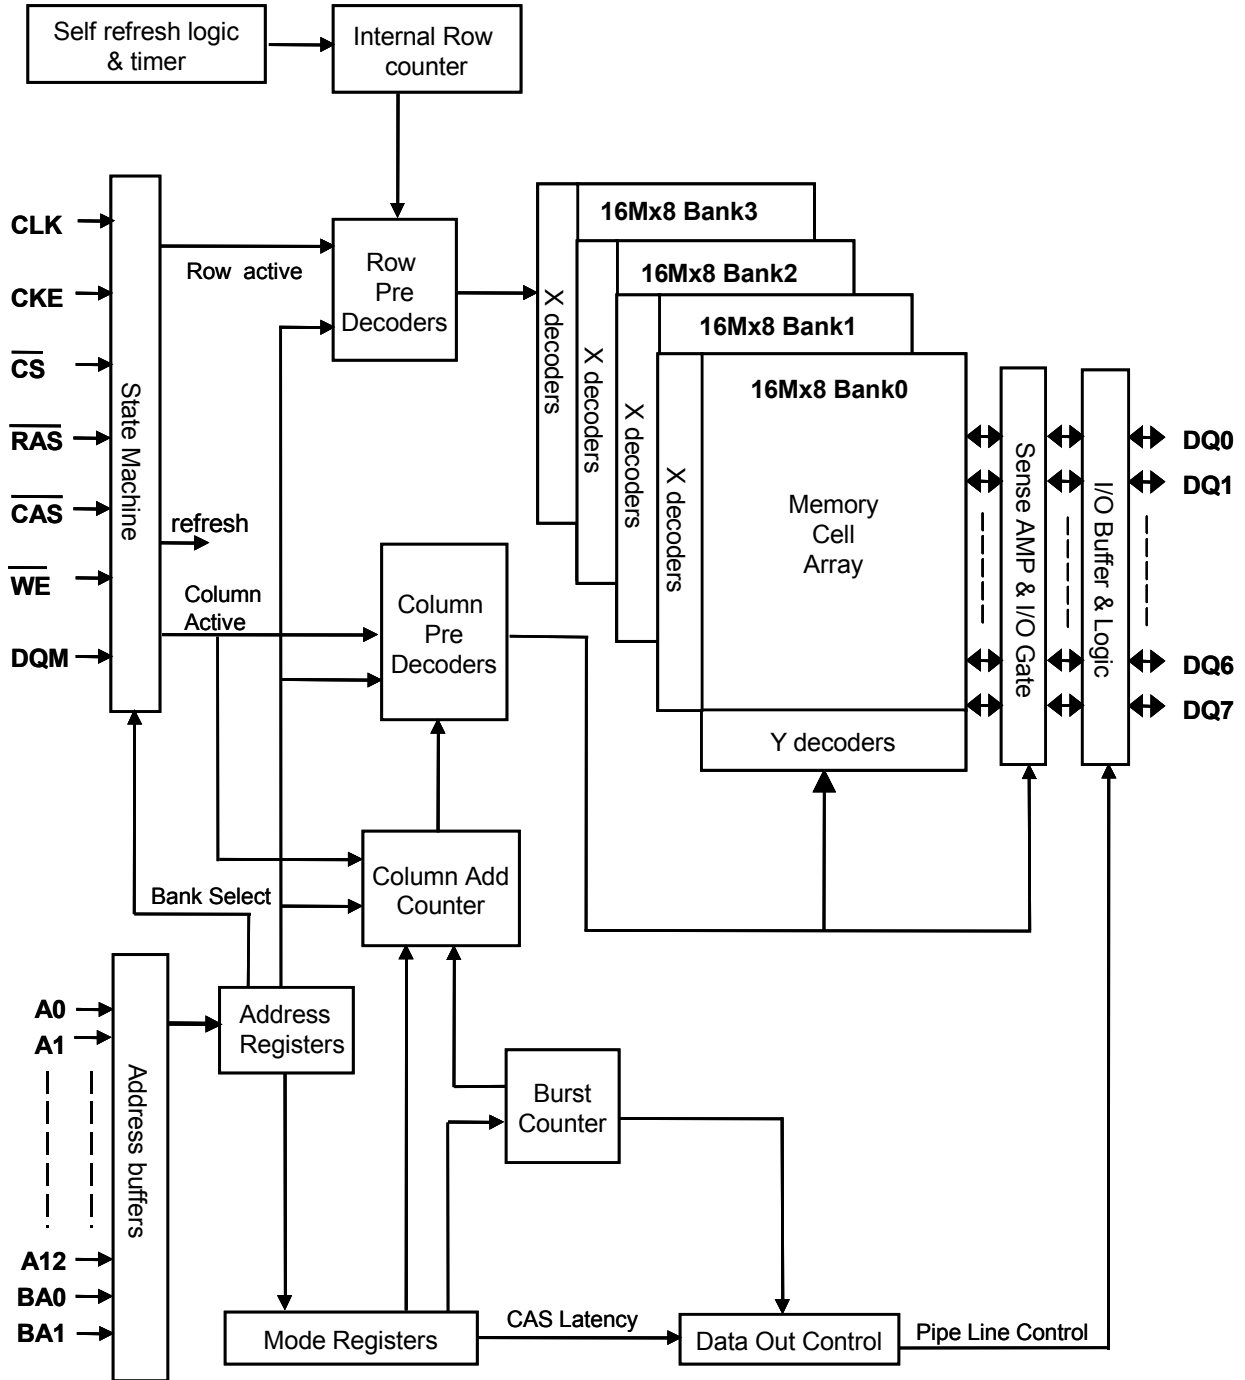 Self refresh logic
& timer
Internal Row
counter
CLK
CKE
CS
RAS
CAS
WE
DQM
State Machine
Row active
refresh
Column
Active
Bank Select
Row
Pre
Decoders
Column
Pre
Decoders
Column Add
Counter
X decoders
16Mx8 Bank3
X decoders
16Mx8 Bank2
X decoders
16Mx8 Bank1
X decoders
16Mx8 Bank0
Memory
Cell
Array
Y decoders
Sense AMP & I/O Gate
I/O Buffer & Logic
DQ0
DQ1
DQ6
DQ7
A0
A1
A12
BA0
BA1
Address buffers
Address
Registers
Burst
Counter
Mode Registers
CAS Latency
Data Out Control
Pipe Line Control